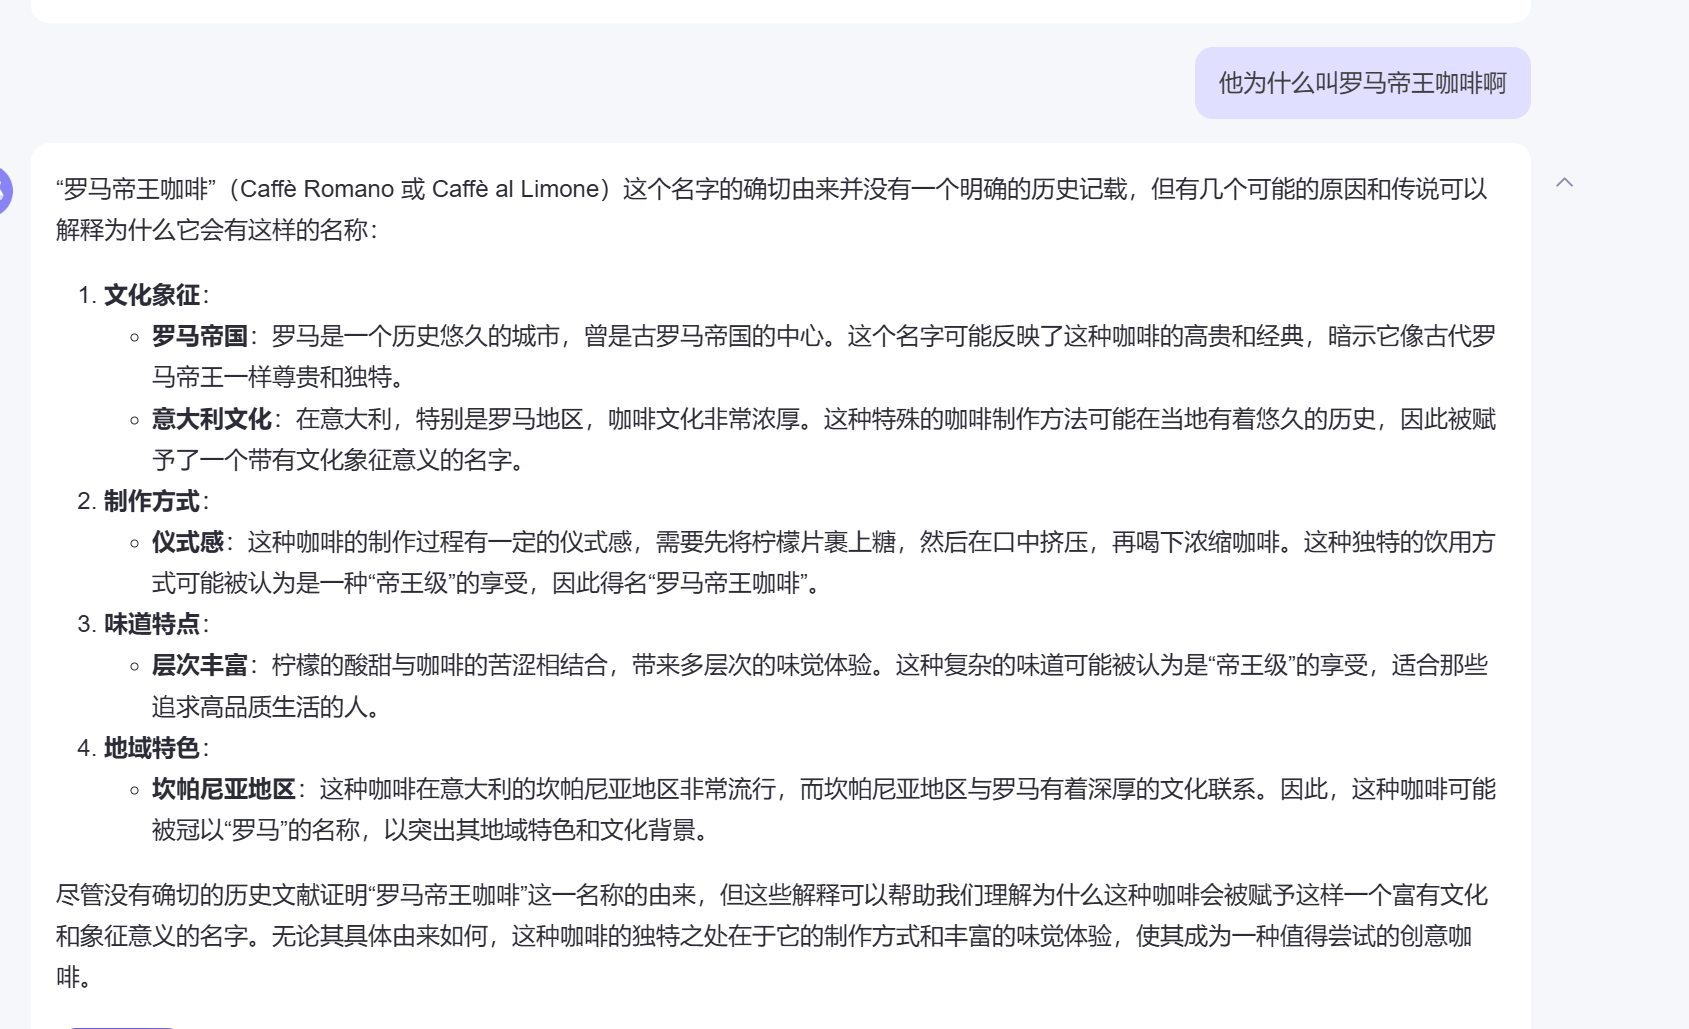 他为什么叫罗马帝王咖啡啊
“罗马帝王咖啡”（Caffè Romano 或 Caffè al Limone）这个名字的确切由来并没有一个明确的历史记载，但有几个可能的原因和传说可以
解释为什么它会有这样的名称：
1. 文化象征：
◦ 罗马帝国：罗马是一个历史悠久的城市，曾是古罗马帝国的中心。这个名字可能反映了这种咖啡的高贵和经典，暗示它像古代罗
马帝王一样尊贵和独特。
◦ 意大利文化：在意大利，特别是罗马地区，咖啡文化非常浓厚。这种特殊的咖啡制作方法可能在当地有着悠久的历史，因此被赋
予了一个带有文化象征意义的名字。
2. 制作方式：
◦ 仪式感：这种咖啡的制作过程有一定的仪式感，需要先将柠檬片裹上糖，然后在口中挤压，再喝下浓缩咖啡。这种独特的饮用方
式可能被认为是一种“帝王级”的享受，因此得名“罗马帝王咖啡”。
3. 味道特点：
◦ 层次丰富：柠檬的酸甜与咖啡的苦涩相结合，带来多层次的味觉体验。这种复杂的味道可能被认为是“帝王级”的享受，适合那些
追求高品质生活的人。
4. 地域特色：
◦ 坎帕尼亚地区：这种咖啡在意大利的坎帕尼亚地区非常流行，而坎帕尼亚地区与罗马有着深厚的文化联系。因此，这种咖啡可能
被冠以“罗马”的名称，以突出其地域特色和文化背景。
尽管没有确切的历史文献证明“罗马帝王咖啡”这一名称的由来，但这些解释可以帮助我们理解为什么这种咖啡会被赋予这样一个富有文化
和象征意义的名字。无论其具体由来如何，这种咖啡的独特之处在于它的制作方式和丰富的味觉体验，使其成为一种值得尝试的创意咖
啡。